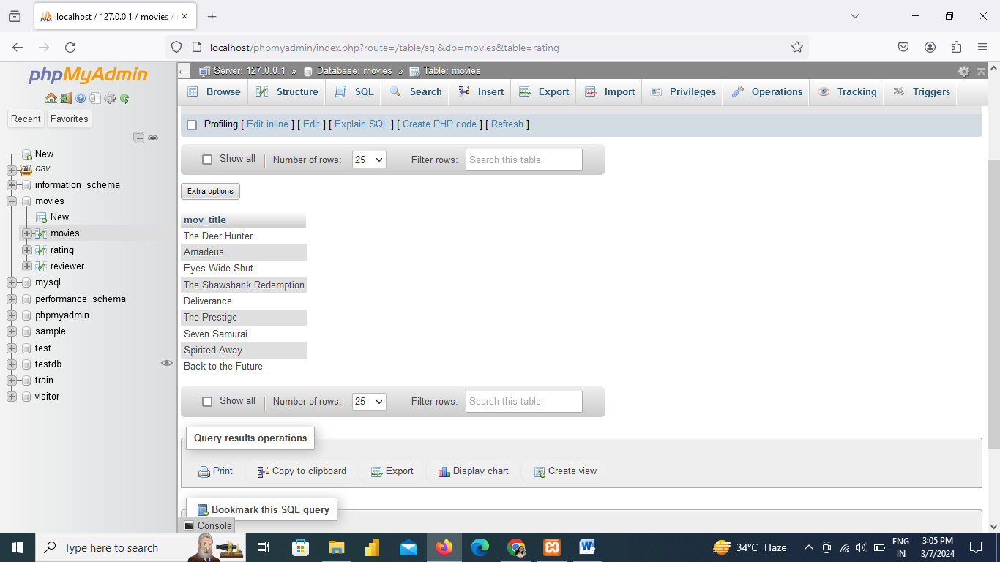 localhost / 127.0.0.1 / movies /
localhost/phpmyadmin/index.php?route=/table/sql&db=movies&table=rating
phpMyAdmin
Recent Favorites
New
csv
information_schema
movies
New
movies
rating
reviewer
mysql
performance_schema
phpmyadmin
sample
test
testdb
train
visitor
Server: 127.0.0.1 » Database: movies » Table: movies
Browse Structure SQL Search Insert Export Import Privileges Operations Tracking Triggers
Profiling [ Edit inline ] [ Edit ] [ Explain SQL ] [ Create PHP code ] [ Refresh ]
Show all Number of rows: 25 Filter rows: Search this table
Extra options
mov_title
The Deer Hunter
Amadeus
Eyes Wide Shut
The Shawshank Redemption
Deliverance
The Prestige
Seven Samurai
Spirited Away
Back to the Future
Show all Number of rows: 25 Filter rows: Search this table
Query results operations
Print Copy to clipboard Export Display chart Create view
Bookmark this SQL query
Console
Type here to search
34°C Haze
ENG
IN
3:05 PM
3/7/2024